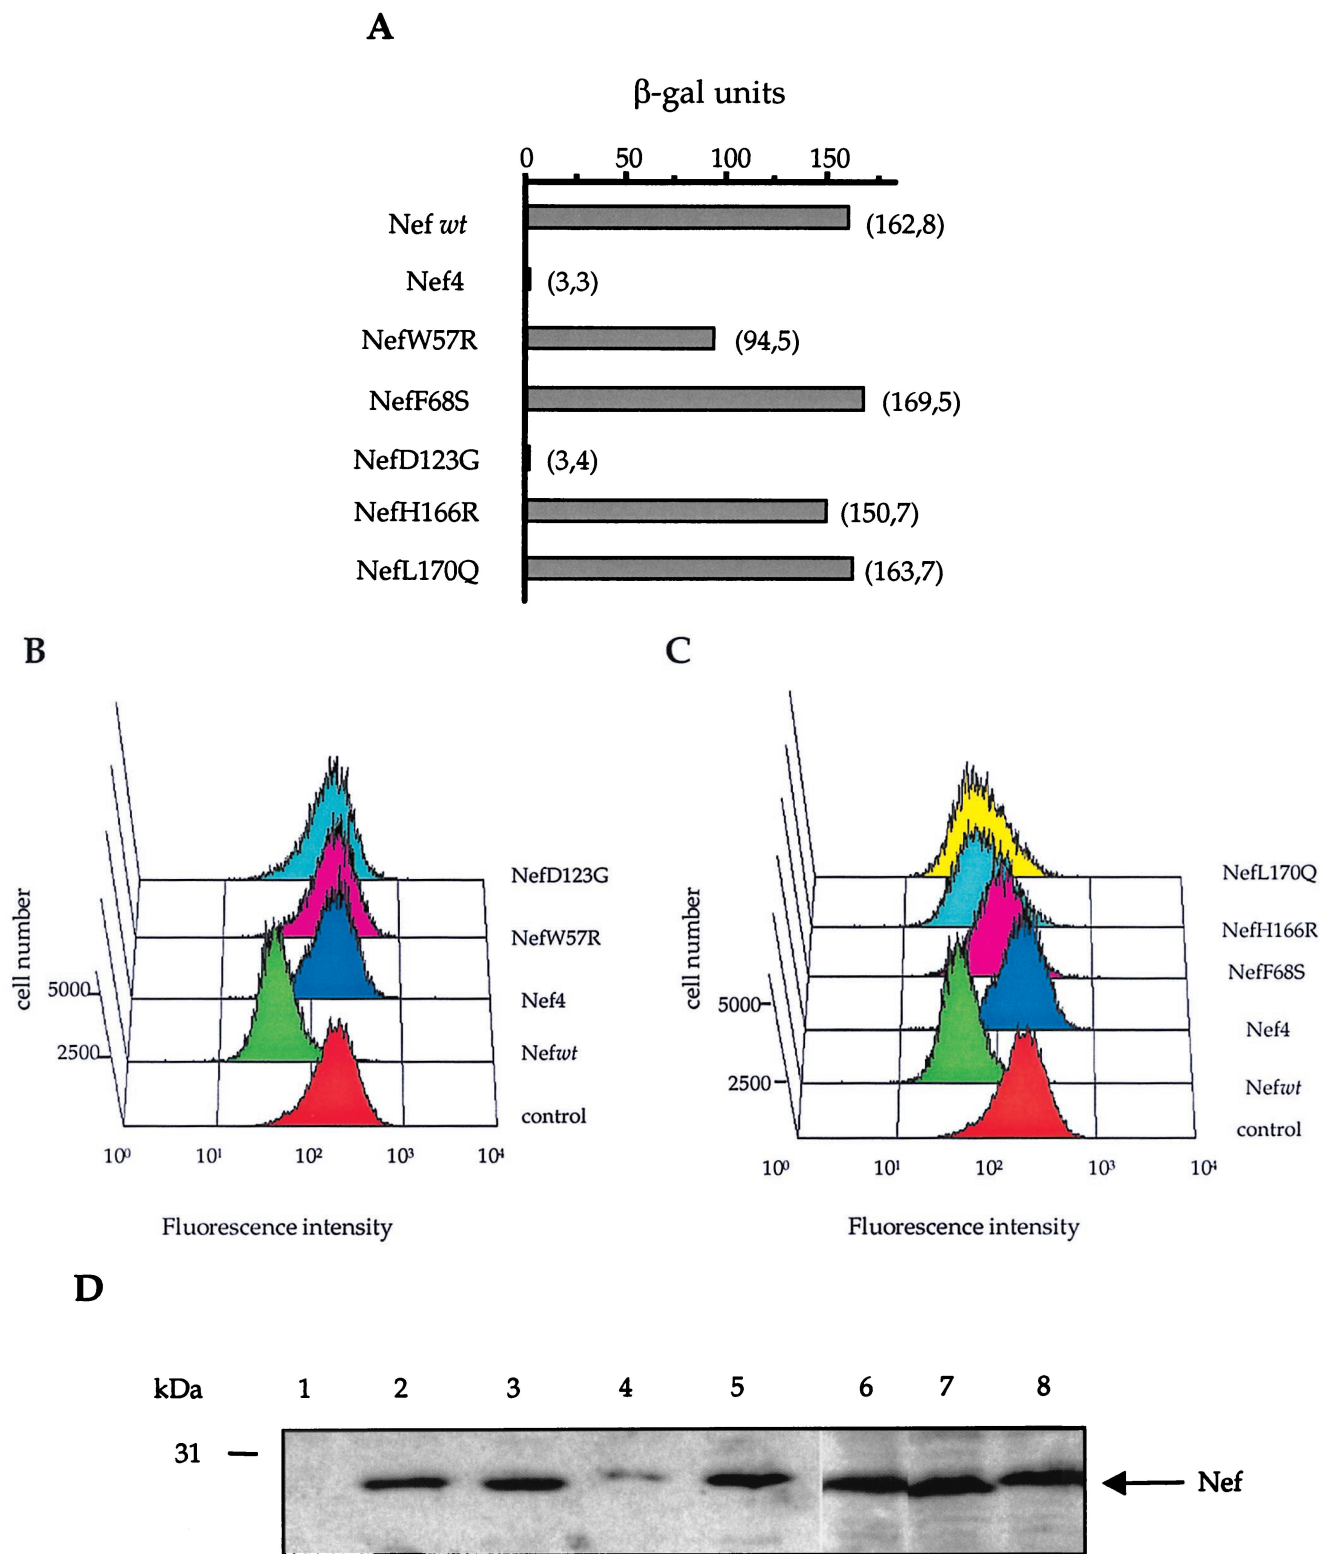 A
β-gal units
0 50 100 150
Nef wt (162,8)
Nef4 (3,3)
NefW57R (94,5)
NefF68S (169,5)
NefD123G (3,4)
NefH166R (150,7)
NefL170Q (163,7)
B
cell number
5000
2500
NefD123G
NefW57R
Nef4
Nefwt
control
10⁰ 10¹ 10² 10³ 10⁴
Fluorescence intensity
C
cell number
5000
2500
NefL170Q
NefH166R
NefF68S
Nef4
Nefwt
control
10⁰ 10¹ 10² 10³ 10⁴
Fluorescence intensity
D
kDa 1 2 3 4 5 6 7 8
31
Nef